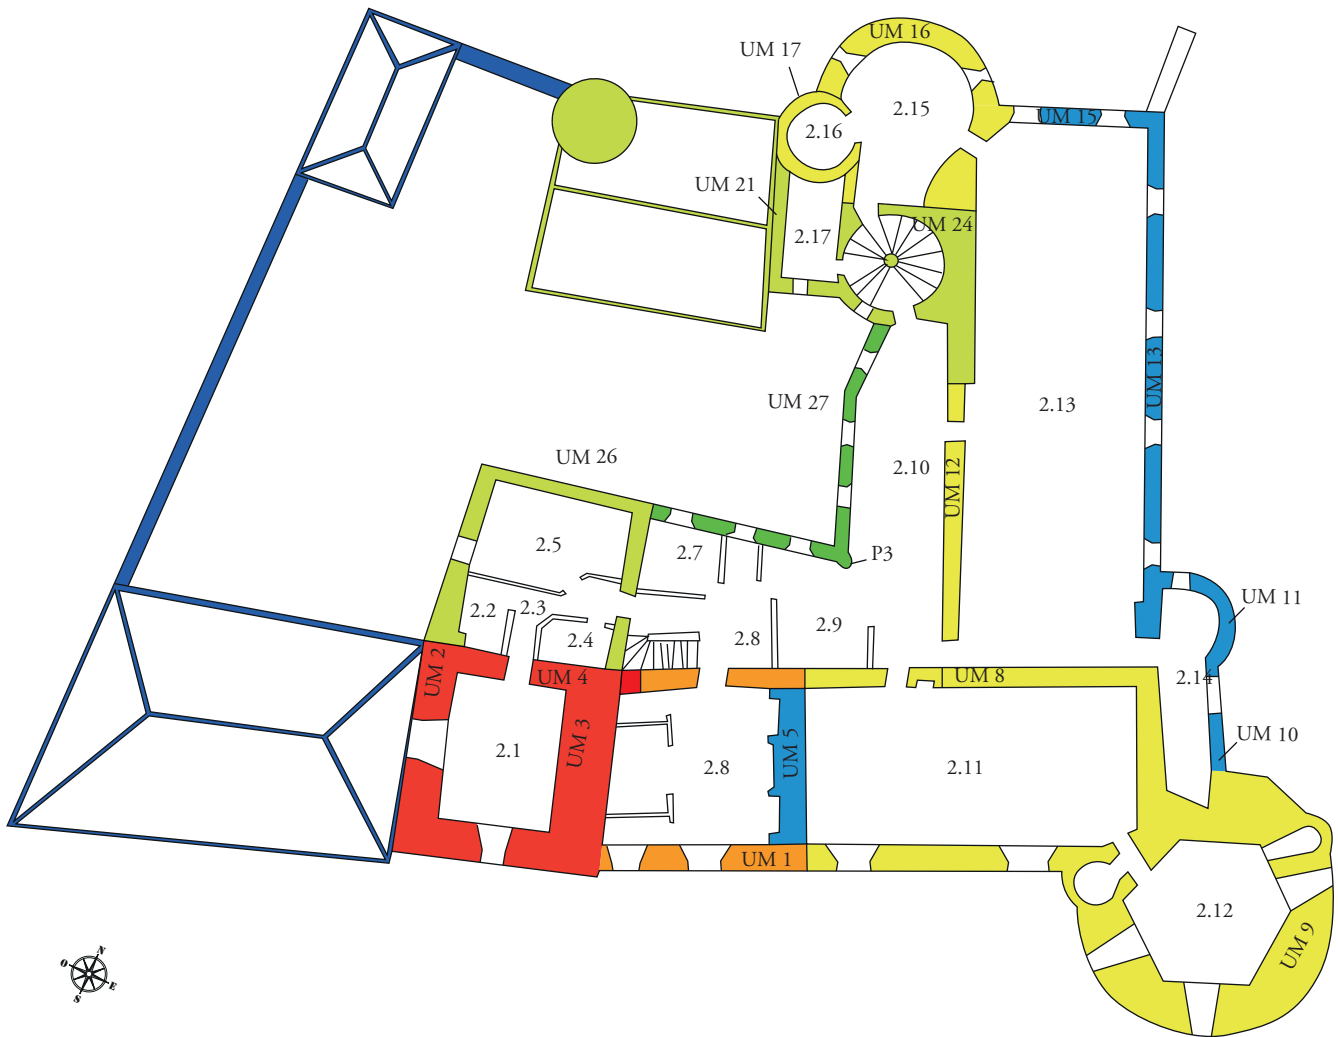 UM 16
UM 17
2.15
UM 15
2.16
UM 21
2.17
UM 24
UM 13
UM 27
2.13
UM 26
2.10
UM 12
2.5
2.7
P3
2.2
2.3
2.4
2.8
2.9
UM 11
UM 2
UM 4
UM 8
2.14
UM 3
2.1
UM 5
2.8
2.11
UM 10
UM 1
2.12
UM 9
N
O
E
S